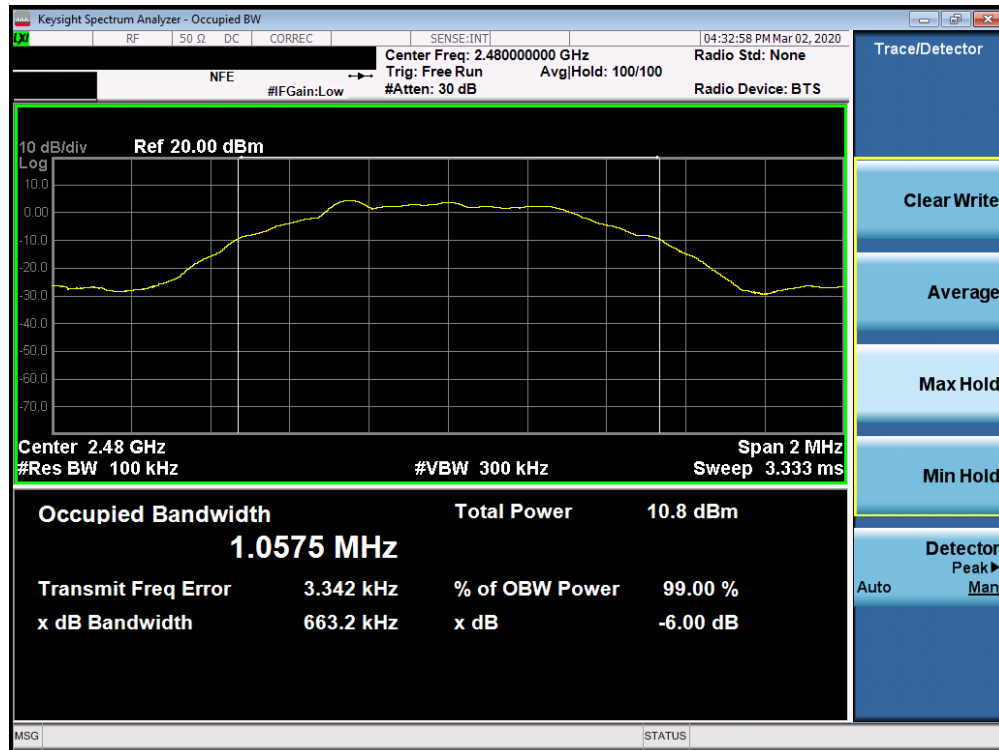 Keysight Spectrum Analyzer - Occupied BW
LXI RF 50 Ω DC CORREC SENSE:INT 04:32:58 PM Mar 02, 2020
Center Freq: 2.480000000 GHz Radio Std: None
NFE Trig: Free Run Avg|Hold: 100/100
#IFGain:Low #Atten: 30 dB Radio Device: BTS
10 dB/div Ref 20.00 dBm
Log
10.0
0.00
-10.0
-20.0
-30.0
-40.0
-50.0
-60.0
-70.0
Center 2.48 GHz Span 2 MHz
#Res BW 100 kHz #VBW 300 kHz Sweep 3.333 ms
Occupied Bandwidth Total Power 10.8 dBm
1.0575 MHz
Transmit Freq Error 3.342 kHz % of OBW Power 99.00 %
x dB Bandwidth 663.2 kHz x dB -6.00 dB
MSG STATUS
Trace/Detector
Clear Write
Average
Max Hold
Min Hold
Detector
Peak▶
Auto Man